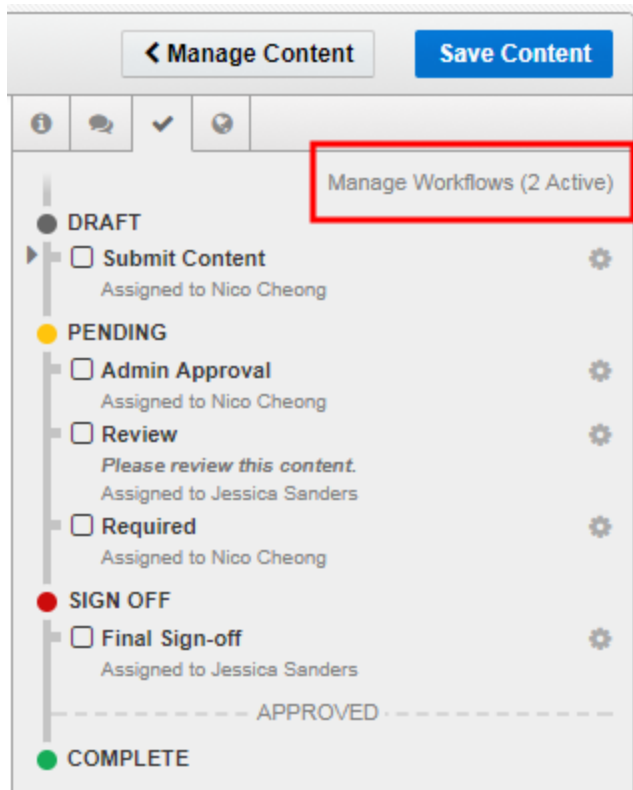 Manage Content
Save Content
Manage Workflows (2 Active)
DRAFT
Submit Content
Assigned to Nico Cheong
PENDING
Admin Approval
Assigned to Nico Cheong
Review
Please review this content.
Assigned to Jessica Sanders
Required
Assigned to Nico Cheong
SIGN OFF
Final Sign-off
Assigned to Jessica Sanders
APPROVED
COMPLETE